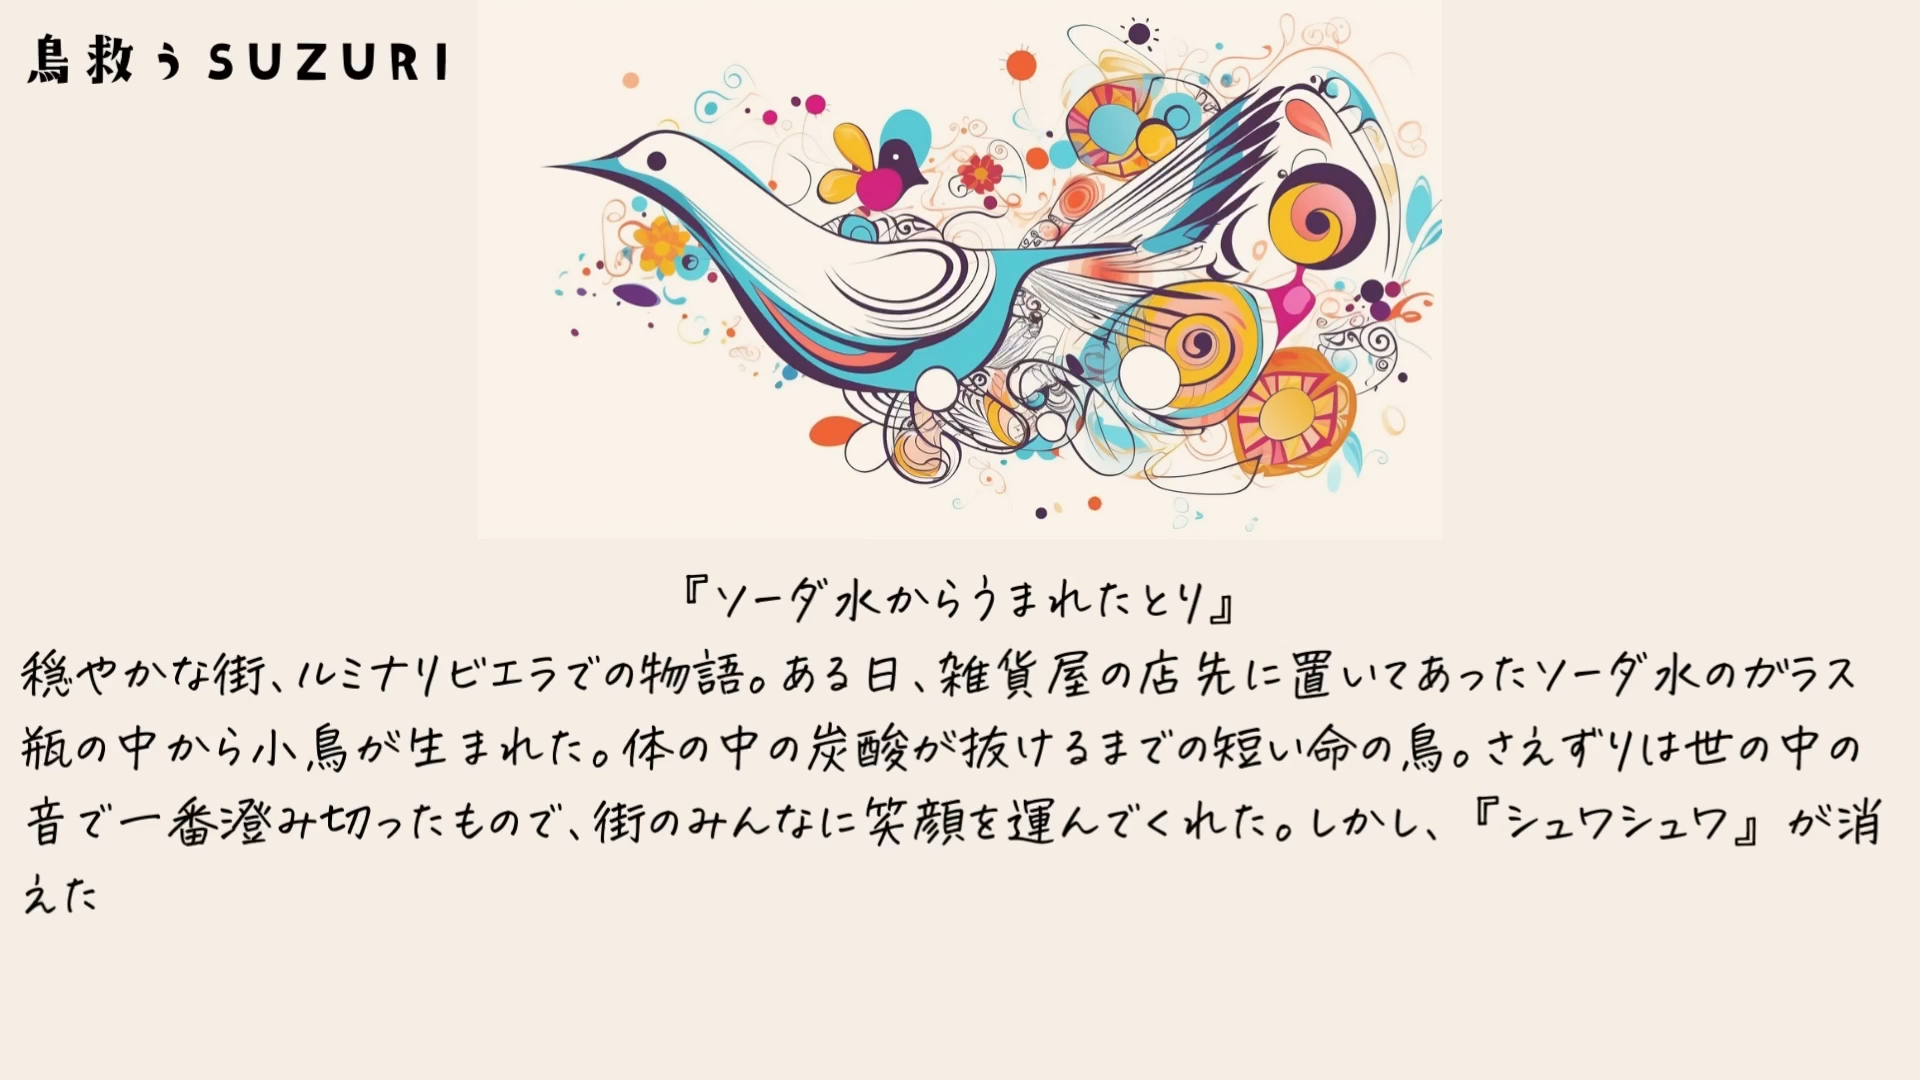 鳥救うSUZURI
『ソーダ水からうまれたとり』
穏やかな街、ルミナリビエラでの物語。ある日、雑貨屋の店先に置いてあったソーダ水のガラス
瓶の中から小鳥が生まれた。体の中の炭酸が抜けるまでの短い命の鳥。さえずりは世の中の
音で一番澄み切ったもので、街のみんなに笑顔を運んでくれた。しかし、『シュワシュワ』が消
えた